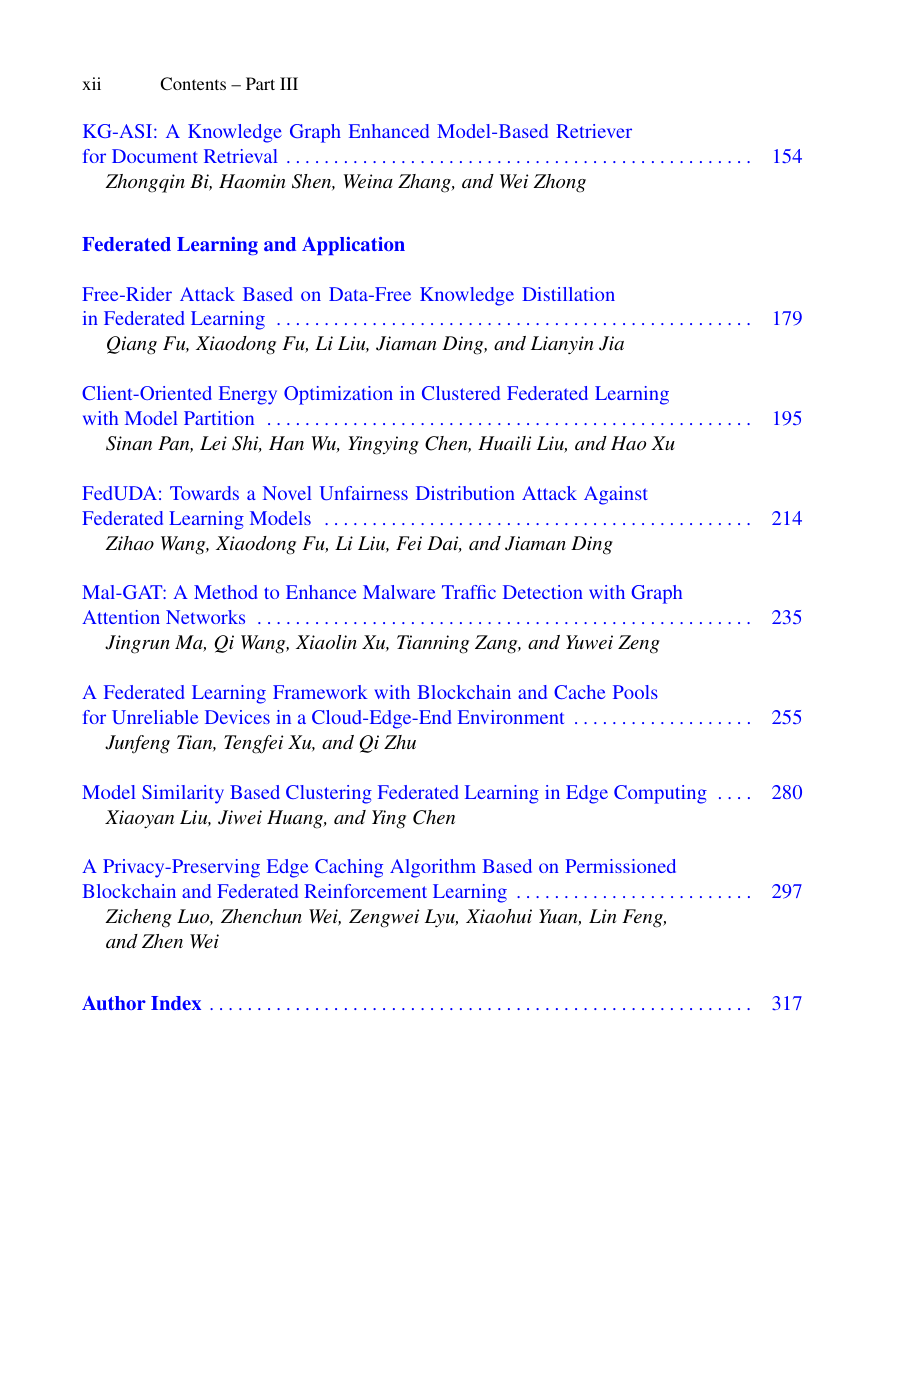 xii Contents – Part III
KG-ASI: A Knowledge Graph Enhanced Model-Based Retriever
for Document Retrieval . . . . . . . . . . . . . . . . . . . . . . . . . . . . . . . . . . . . . . . . . . . . . . . . . 154
Zhongqin Bi, Haomin Shen, Weina Zhang, and Wei Zhong
Federated Learning and Application
Free-Rider Attack Based on Data-Free Knowledge Distillation
in Federated Learning . . . . . . . . . . . . . . . . . . . . . . . . . . . . . . . . . . . . . . . . . . . . . . . . . . 179
Qiang Fu, Xiaodong Fu, Li Liu, Jiaman Ding, and Lianyin Jia
Client-Oriented Energy Optimization in Clustered Federated Learning
with Model Partition . . . . . . . . . . . . . . . . . . . . . . . . . . . . . . . . . . . . . . . . . . . . . . . . . . . 195
Sinan Pan, Lei Shi, Han Wu, Yingying Chen, Huaili Liu, and Hao Xu
FedUDA: Towards a Novel Unfairness Distribution Attack Against
Federated Learning Models . . . . . . . . . . . . . . . . . . . . . . . . . . . . . . . . . . . . . . . . . . . . . 214
Zihao Wang, Xiaodong Fu, Li Liu, Fei Dai, and Jiaman Ding
Mal-GAT: A Method to Enhance Malware Traffic Detection with Graph
Attention Networks . . . . . . . . . . . . . . . . . . . . . . . . . . . . . . . . . . . . . . . . . . . . . . . . . . . . 235
Jingrun Ma, Qi Wang, Xiaolin Xu, Tianning Zang, and Yuwei Zeng
A Federated Learning Framework with Blockchain and Cache Pools
for Unreliable Devices in a Cloud-Edge-End Environment . . . . . . . . . . . . . . . . . . . 255
Junfeng Tian, Tengfei Xu, and Qi Zhu
Model Similarity Based Clustering Federated Learning in Edge Computing . . . . 280
Xiaoyan Liu, Jiwei Huang, and Ying Chen
A Privacy-Preserving Edge Caching Algorithm Based on Permissioned
Blockchain and Federated Reinforcement Learning . . . . . . . . . . . . . . . . . . . . . . . . . 297
Zicheng Luo, Zhenchun Wei, Zengwei Lyu, Xiaohui Yuan, Lin Feng,
and Zhen Wei
Author Index . . . . . . . . . . . . . . . . . . . . . . . . . . . . . . . . . . . . . . . . . . . . . . . . . . . . . . . . . 317